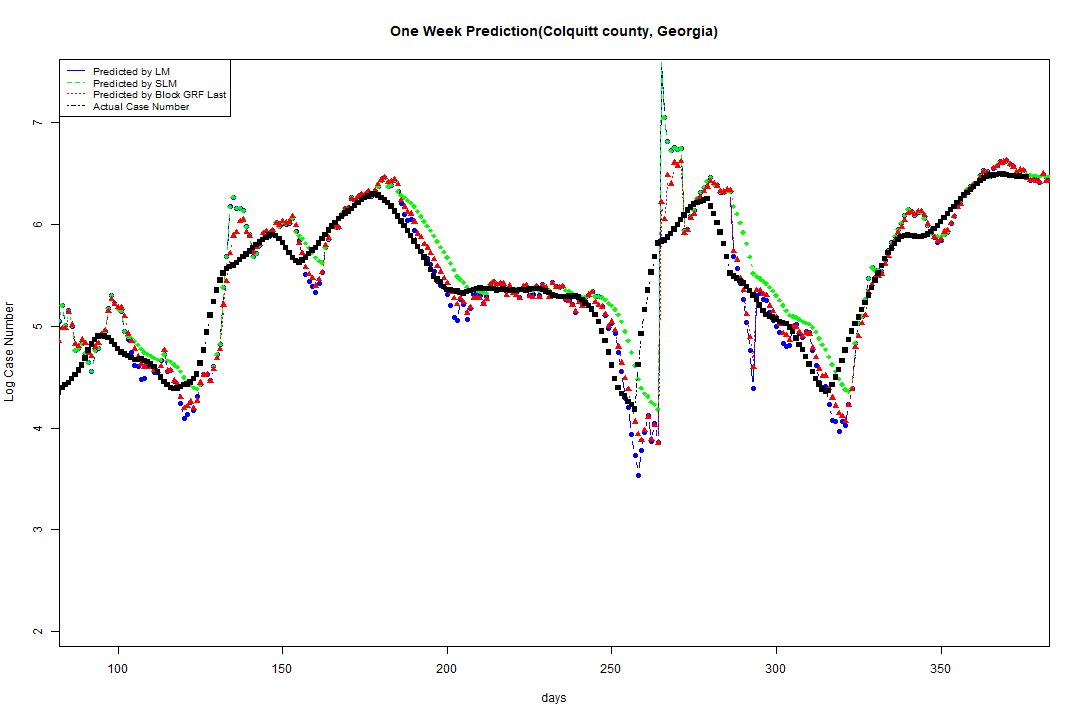 One Week Prediction(Colquitt county, Georgia)
Predicted by LM
Predicted by SLM
Predicted by Block GRF Last
Actual Case Number
Log Case Number
7
6
5
4
3
2
100 150 200 250 300 350
days